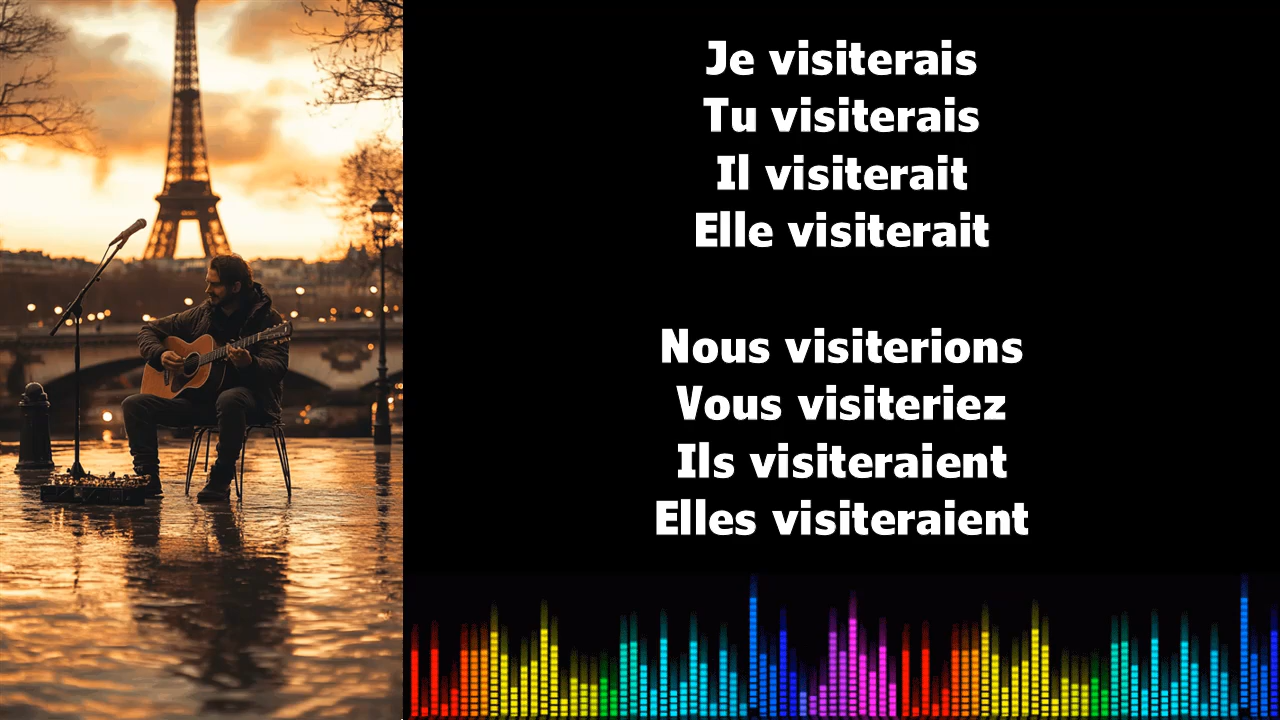 Je visiterais
Tu visiterais
Il visiterait
Elle visiterait
Nous visiterions
Vous visiteriez
Ils visiteraient
Elles visiteraient